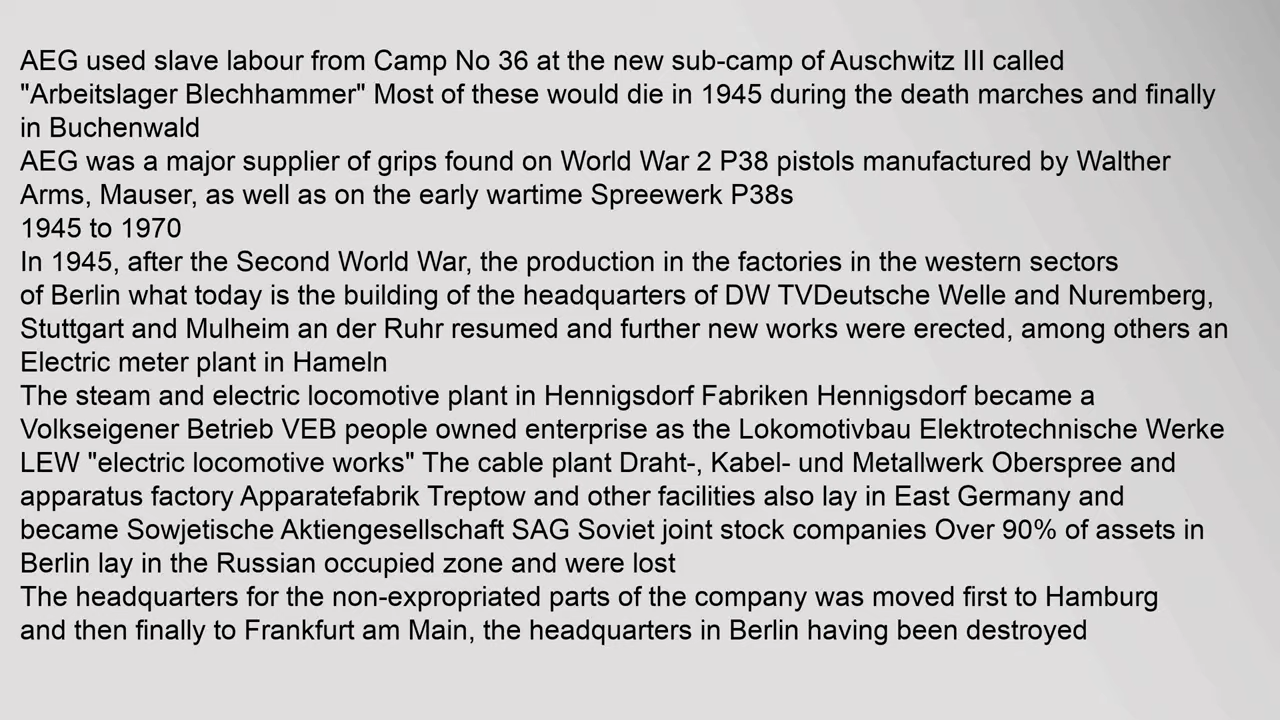 AEG used slave labour from Camp No 36 at the new sub-camp of Auschwitz III called
"Arbeitslager Blechhammer" Most of these would die in 1945 during the death marches and finally
in Buchenwald
AEG was a major supplier of grips found on World War 2 P38 pistols manufactured by Walther
Arms, Mauser, as well as on the early wartime Spreewerk P38s
1945 to 1970
In 1945, after the Second World War, the production in the factories in the western sectors
of Berlin what today is the building of the headquarters of DW TVDeutsche Welle and Nuremberg,
Stuttgart and Mulheim an der Ruhr resumed and further new works were erected, among others an
Electric meter plant in Hameln
The steam and electric locomotive plant in Hennigsdorf Fabriken Hennigsdorf became a
Volkseigener Betrieb VEB people owned enterprise as the Lokomotivbau Elektrotechnische Werke
LEW "electric locomotive works" The cable plant Draht-, Kabel- und Metallwerk Oberspree and
apparatus factory Apparatefabrik Treptow and other facilities also lay in East Germany and
became Sowjetische Aktiengesellschaft SAG Soviet joint stock companies Over 90% of assets in
Berlin lay in the Russian occupied zone and were lost
The headquarters for the non-expropriated parts of the company was moved first to Hamburg
and then finally to Frankfurt am Main, the headquarters in Berlin having been destroyed